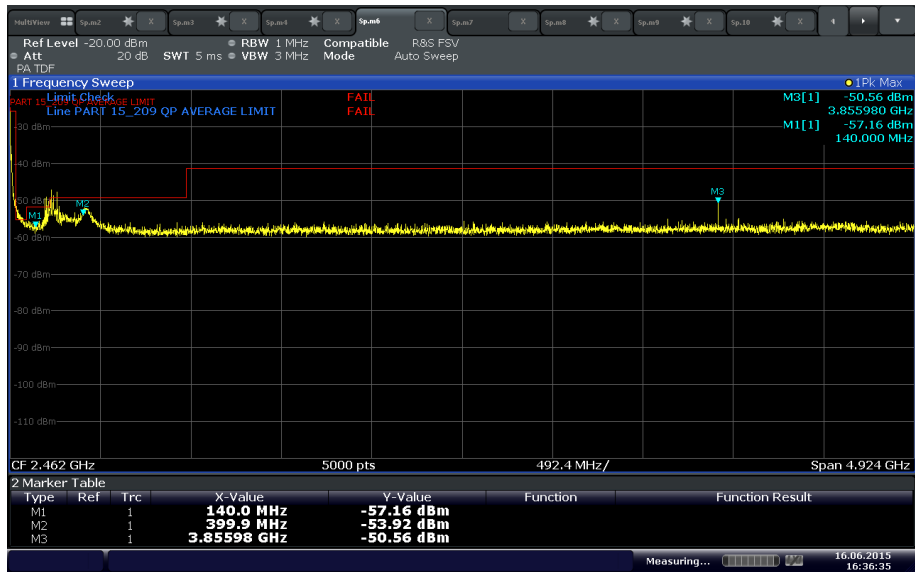 MultiView Sp.m2 X Sp.m3 X Sp.m4 X Sp.m6 X Sp.m7 X Sp.m8 X Sp.m9 X Sp.10 X
Ref Level -20.00 dBm RBW 1 MHz Compatible R&S FSV
Att 20 dB SWT 5 ms VBW 3 MHz Mode Auto Sweep
PA TDF
1 Frequency Sweep 1Pk Max
Limit Check FAIL M3[1] -50.56 dBm
PART 15_209 QP AVERAGE LIMIT
Line PART 15_209 QP AVERAGE LIMIT FAIL 3.855980 GHz
-30 dBm M1[1] -57.16 dBm
140.000 MHz
-40 dBm
M3
-50 dBm M2
M1
-60 dBm
-70 dBm
-80 dBm
-90 dBm
-100 dBm
-110 dBm
CF 2.462 GHz 5000 pts 492.4 MHz/ Span 4.924 GHz
2 Marker Table
Type Ref Trc X-Value Y-Value Function Function Result
M1 1 140.0 MHz -57.16 dBm
M2 1 399.9 MHz -53.92 dBm
M3 1 3.85598 GHz -50.56 dBm
Measuring... 16.06.2015
16:36:35